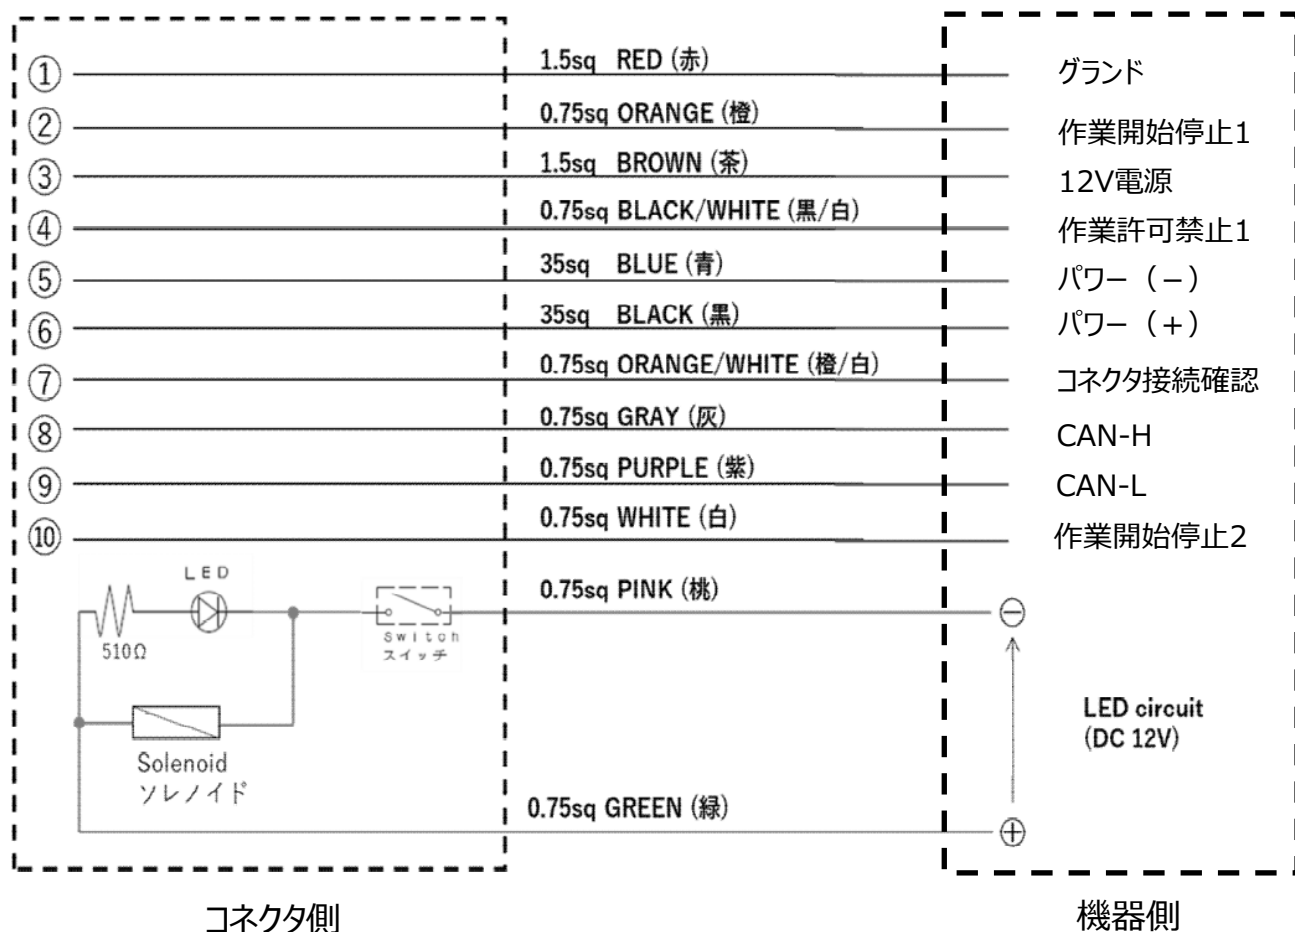 ① 1.5sq RED (赤) グランド
② 0.75sq ORANGE (橙) 作業開始停止1
③ 1.5sq BROWN (茶) 12V電源
④ 0.75sq BLACK/WHITE (黒/白) 作業許可禁止1
⑤ 35sq BLUE (青) パワー（−）
⑥ 35sq BLACK (黒) パワー（+）
⑦ 0.75sq ORANGE/WHITE (橙/白) コネクタ接続確認
⑧ 0.75sq GRAY (灰) CAN-H
⑨ 0.75sq PURPLE (紫) CAN-L
⑩ 0.75sq WHITE (白) 作業開始停止2
LED
0.75sq PINK (桃)
510Ω
Switch
スイッチ
⊖
Solenoid
ソレノイド
LED circuit
(DC 12V)
0.75sq GREEN (緑)
⊕
コネクタ側
機器側